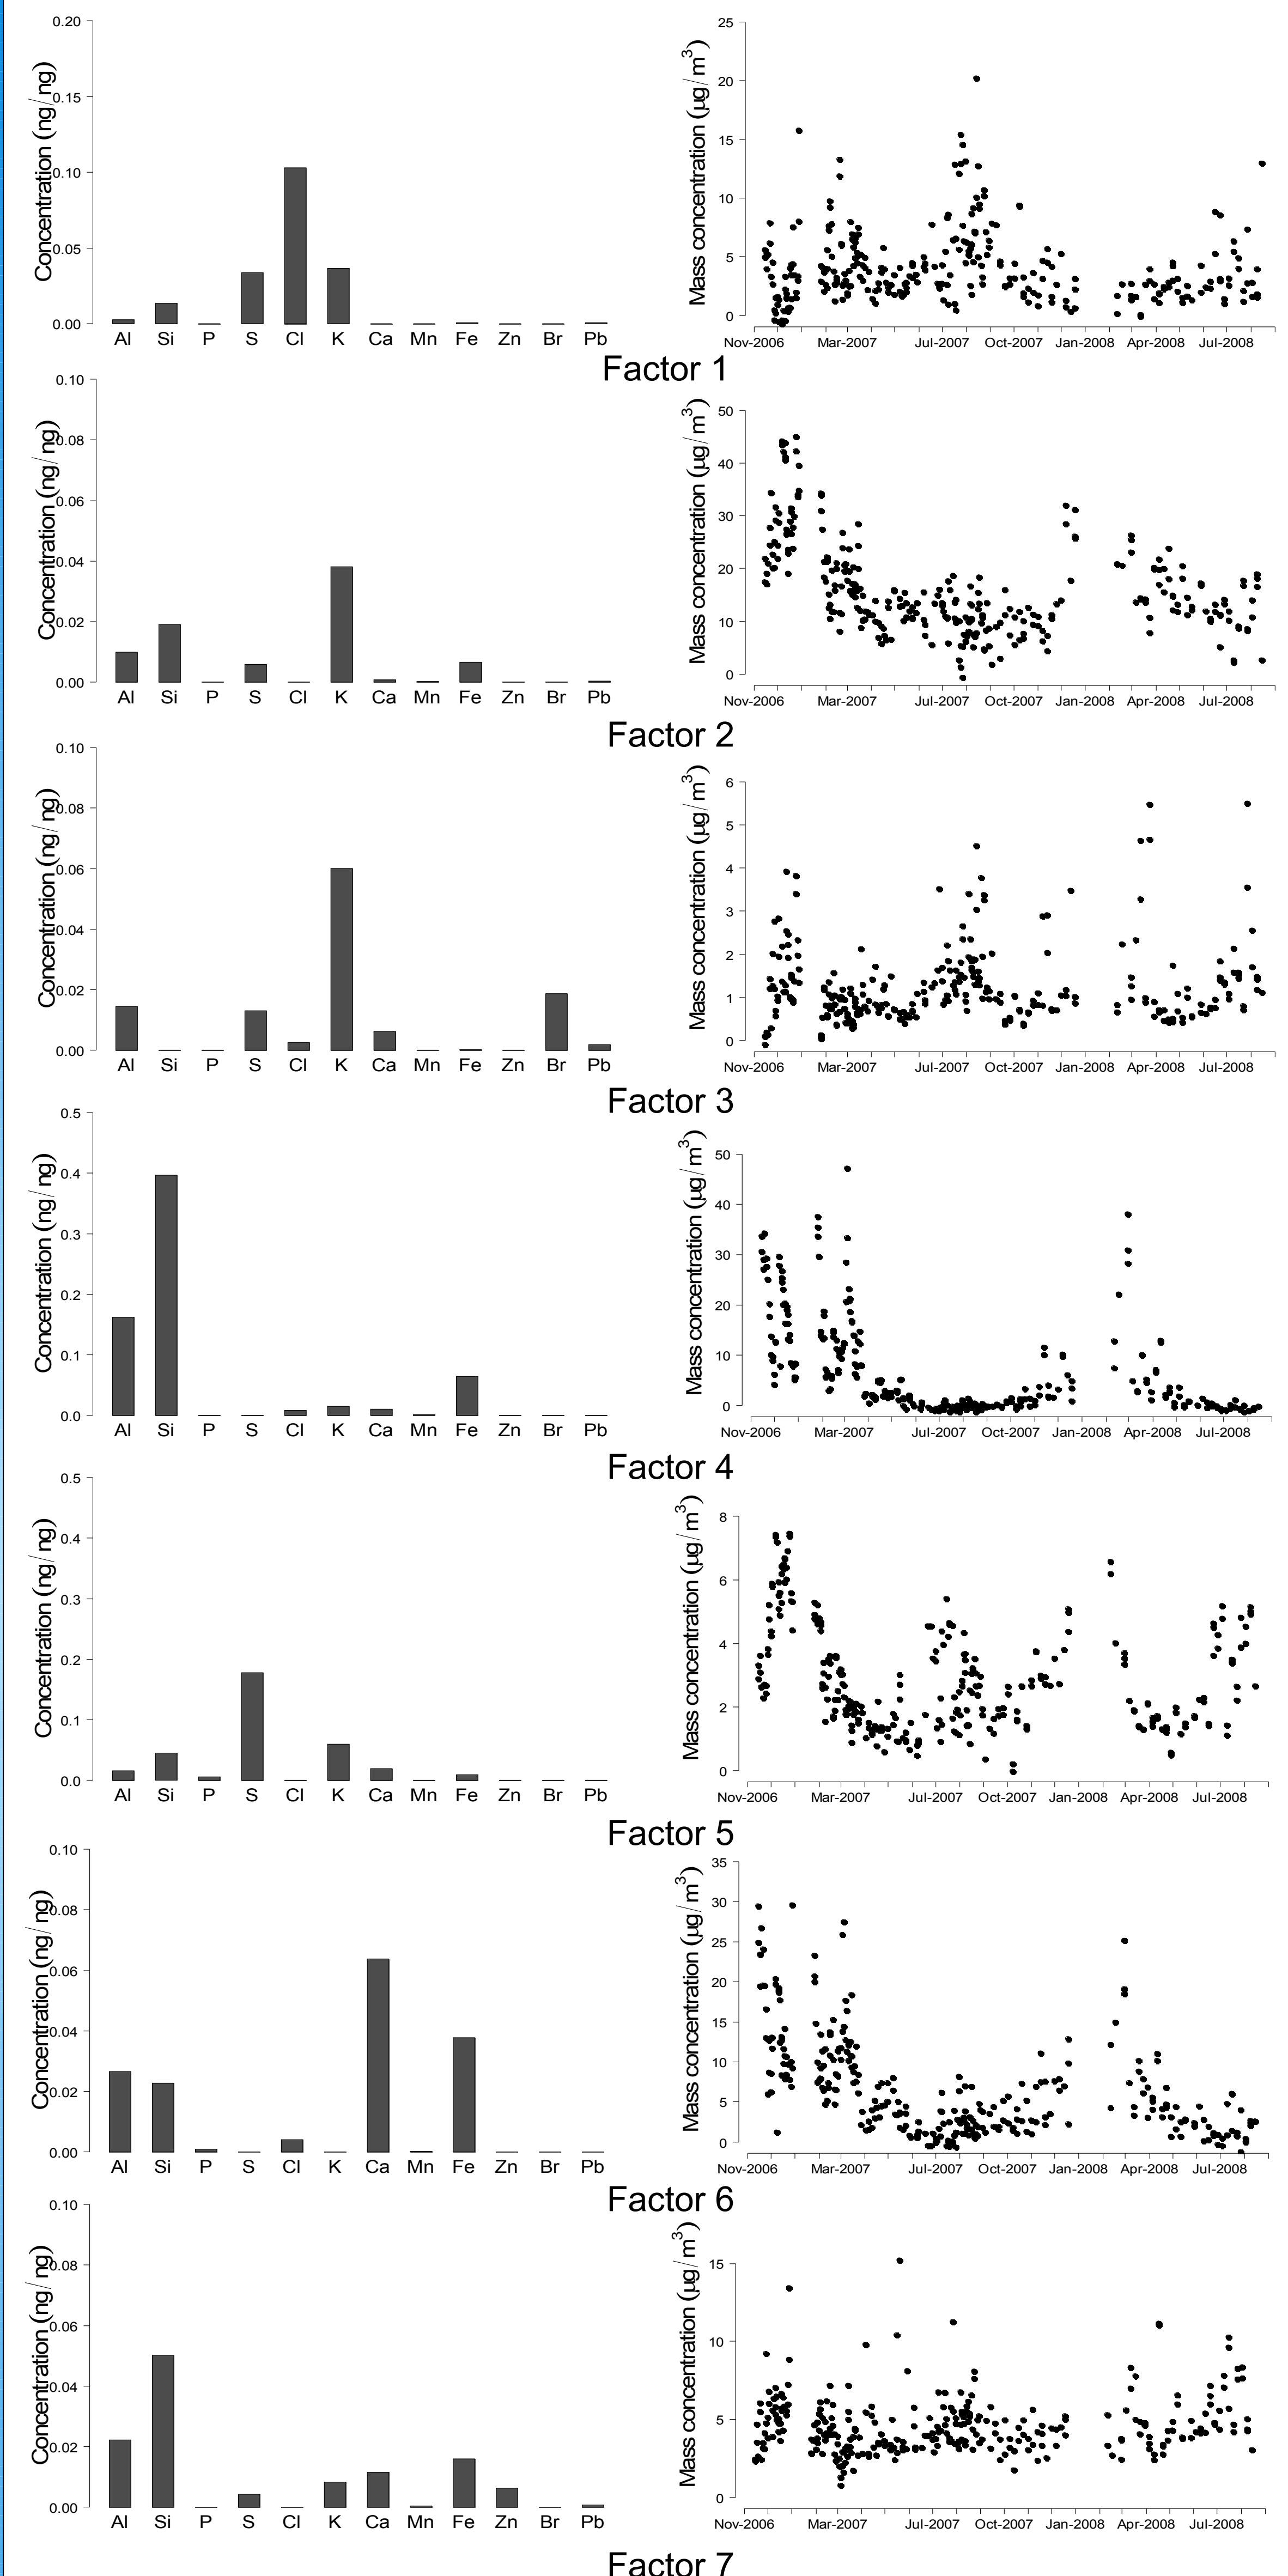 Concentration (ng/ng)
0.20
0.15
0.10
0.05
0.00
Al Si P S Cl K Ca Mn Fe Zn Br Pb
Mass concentration (µg/m³)
25
20
15
10
5
0
Nov-2006 Mar-2007 Jul-2007 Oct-2007 Jan-2008 Apr-2008 Jul-2008
Factor 1
Concentration (ng/ng)
0.10
0.08
0.06
0.04
0.02
0.00
Al Si P S Cl K Ca Mn Fe Zn Br Pb
Mass concentration (µg/m³)
50
40
30
20
10
0
Nov-2006 Mar-2007 Jul-2007 Oct-2007 Jan-2008 Apr-2008 Jul-2008
Factor 2
Concentration (ng/ng)
0.10
0.08
0.06
0.04
0.02
0.00
Al Si P S Cl K Ca Mn Fe Zn Br Pb
Mass concentration (µg/m³)
6
5
4
3
2
1
0
Nov-2006 Mar-2007 Jul-2007 Oct-2007 Jan-2008 Apr-2008 Jul-2008
Factor 3
Concentration (ng/ng)
0.5
0.4
0.3
0.2
0.1
0.0
Al Si P S Cl K Ca Mn Fe Zn Br Pb
Mass concentration (µg/m³)
50
40
30
20
10
0
Nov-2006 Mar-2007 Jul-2007 Oct-2007 Jan-2008 Apr-2008 Jul-2008
Factor 4
Concentration (ng/ng)
0.5
0.4
0.3
0.2
0.1
0.0
Al Si P S Cl K Ca Mn Fe Zn Br Pb
Mass concentration (µg/m³)
8
6
4
2
0
Nov-2006 Mar-2007 Jul-2007 Oct-2007 Jan-2008 Apr-2008 Jul-2008
Factor 5
Concentration (ng/ng)
0.10
0.08
0.06
0.04
0.02
0.00
Al Si P S Cl K Ca Mn Fe Zn Br Pb
Mass concentration (µg/m³)
35
30
25
20
15
10
5
0
Nov-2006 Mar-2007 Jul-2007 Oct-2007 Jan-2008 Apr-2008 Jul-2008
Factor 6
Concentration (ng/ng)
0.10
0.08
0.06
0.04
0.02
0.00
Al Si P S Cl K Ca Mn Fe Zn Br Pb
Mass concentration (µg/m³)
15
10
5
0
Nov-2006 Mar-2007 Jul-2007 Oct-2007 Jan-2008 Apr-2008 Jul-2008
Factor 7